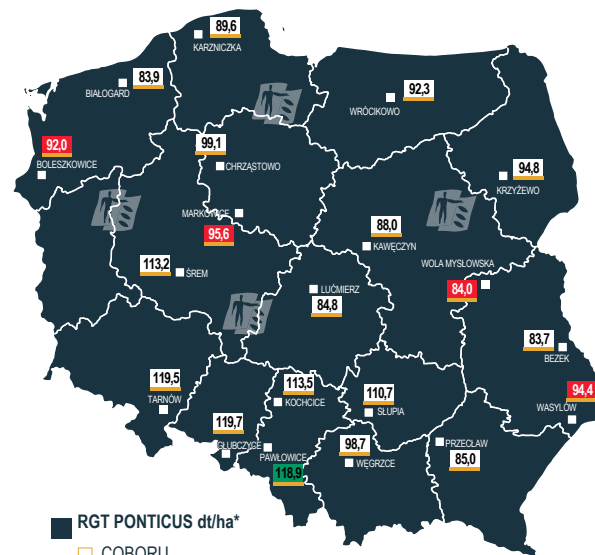 89,6
KARZNICZKA
83,9
BIAŁOGARD
92,3
WRÓCIKOWO
92,0
BOLESZKOWICE
99,1
CHRZĄSTOWO
94,8
KRZYŻEWO
MARKOWICE
95,6
88,0
KAWĘCZYN
113,2
ŚREM
WOLA MYSŁOWSKA
84,0
LUĆMIERZ
84,8
83,7
BEZEK
119,5
TARNÓW
113,5
KOCHCICE
110,7
SŁUPIA
94,4
WASYLÓW
119,7
GŁUBCZYCE
PAWŁOWICE
118,9
98,7
WĘGRZCE
PRZECŁAW
85,0
RGT PONTICUS dt/ha*
COBORU